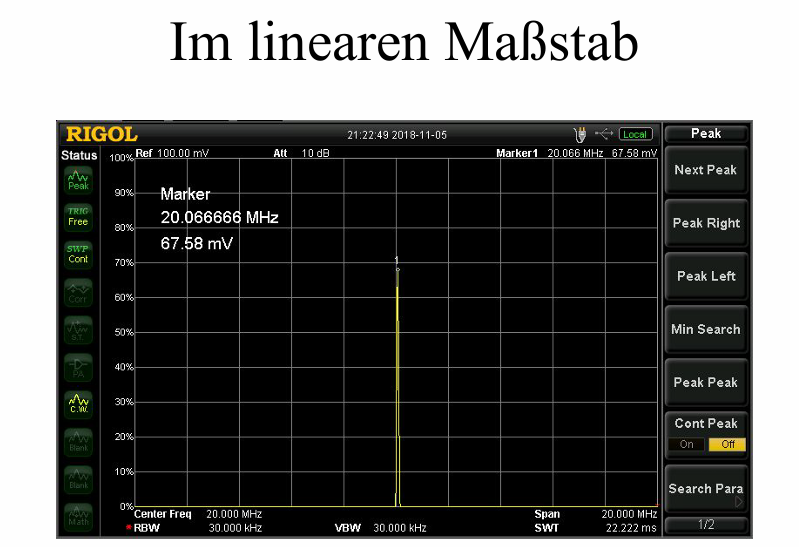 Im linearen Maßstab
RIGOL 21:22:49 2018-11-05 Local Peak
Status 100% Ref 100.00 mV Att 10 dB Marker1 20.066 MHz 67.58 mV
Peak
90% Marker
20.066666 MHz
67.58 mV
TRIG
Free
80%
SWP
Cont
70% 1
Corr
60%
S.T.
50%
PA
40%
C.W.
30%
Blank
20%
Blank
10%
Math
0%
Center Freq 20.000 MHz Span 20.000 MHz
*RBW 30.000 kHz VBW 30.000 kHz SWT 22.222 ms
Next Peak
Peak Right
Peak Left
Min Search
Peak Peak
Cont Peak
On Off
Search Para
1/2